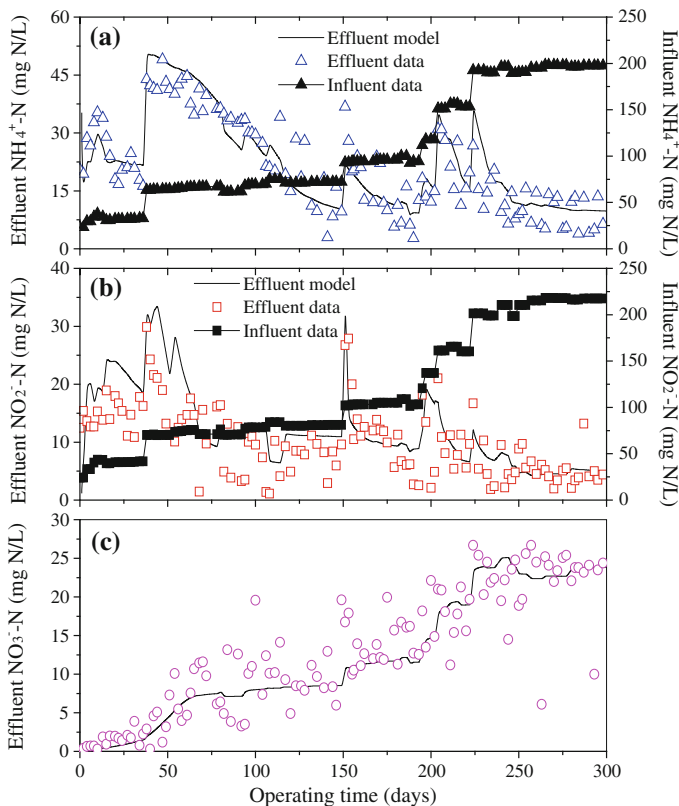 (a)
Effluent model
Effluent data
Influent data
60
45
30
15
0
250
200
150
100
50
0
Effluent NH₄⁺-N (mg N/L)
Influent NH₄⁺-N (mg N/L)
(b)
Effluent model
Effluent data
Influent data
40
30
20
10
0
250
200
150
100
50
0
Effluent NO₂⁻-N (mg N/L)
Influent NO₂⁻-N (mg N/L)
(c)
30
25
20
15
10
5
0
Effluent NO₃⁻-N (mg N/L)
0 50 100 150 200 250 300
Operating time (days)